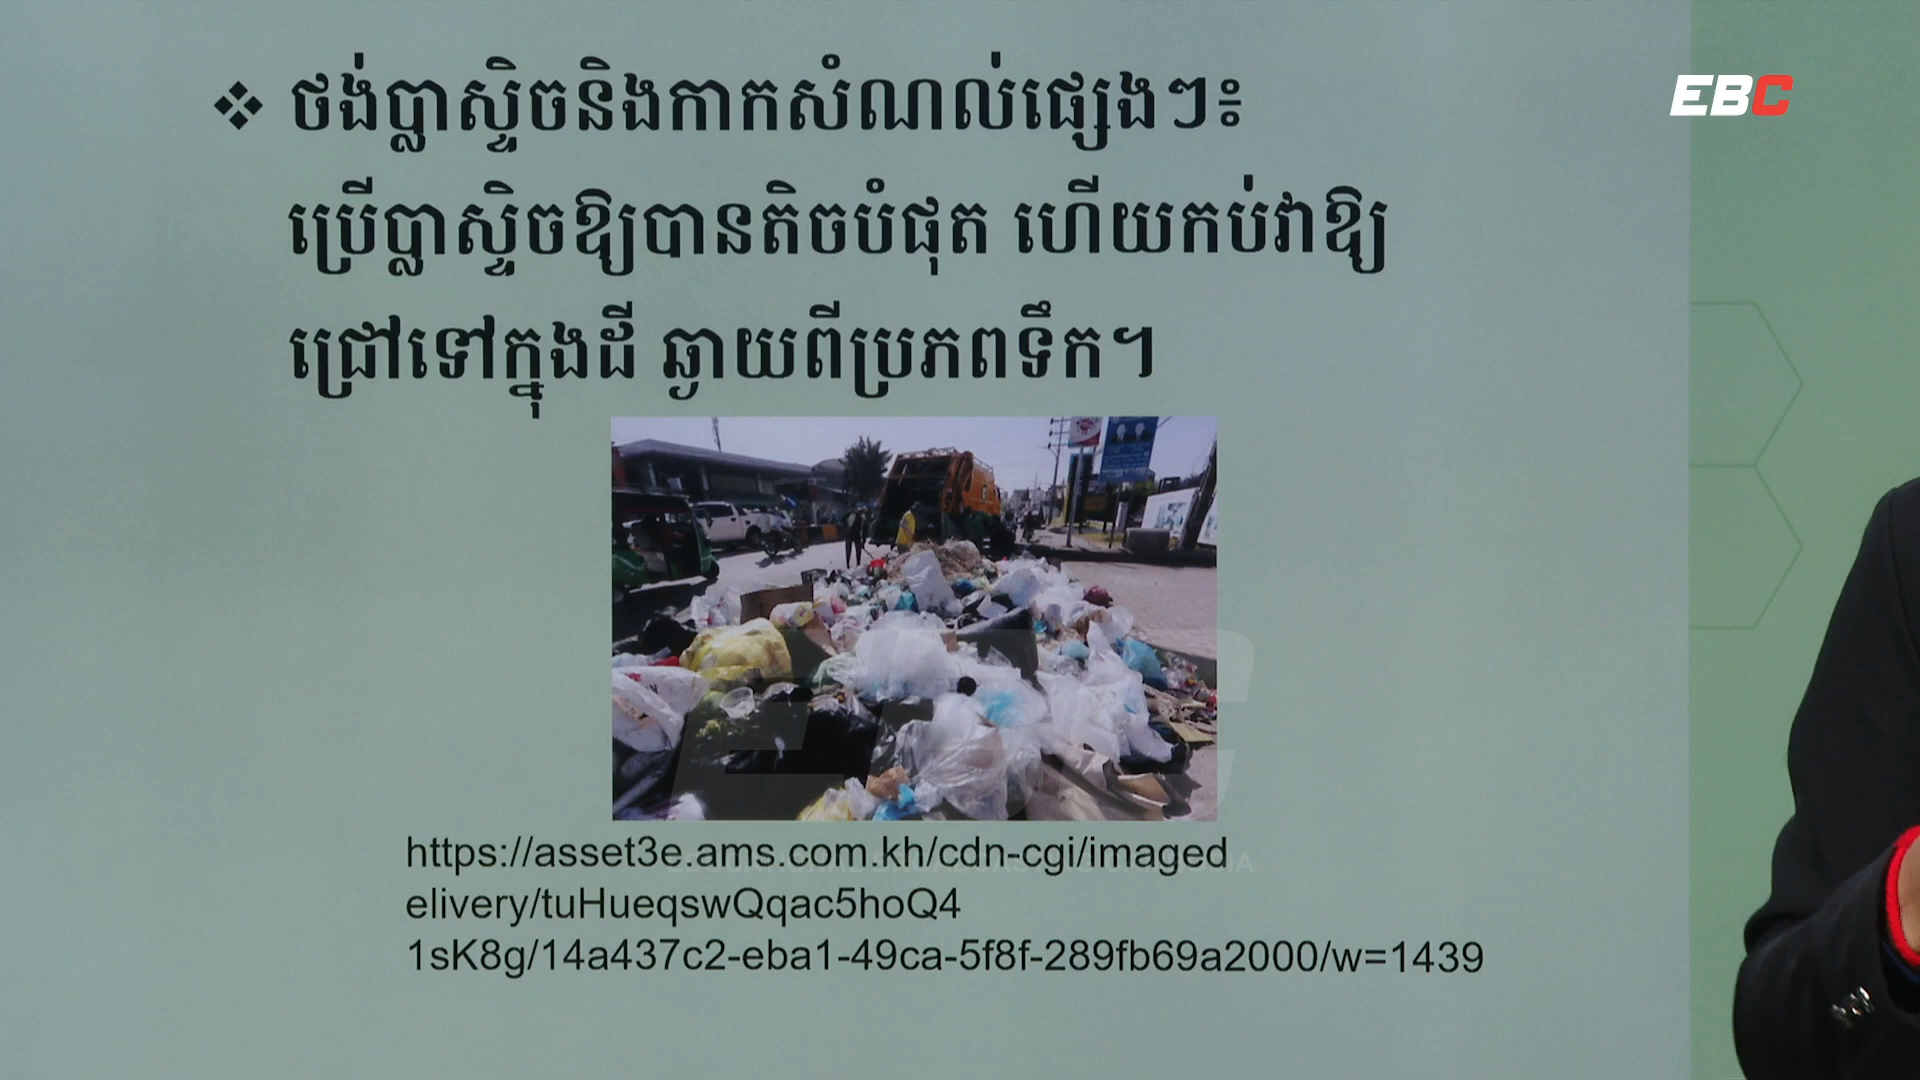 ❖ ថង់ប្លាស្ទិចនិងកាកសំណល់ផ្សេងៗ៖
EBC
ប្រើប្លាស្ទិចឱ្យបានតិចបំផុត ហើយកប់វាឱ្យ
ជ្រៅទៅក្នុងដី ឆ្ងាយពីប្រភពទឹក។
EBC
https://asset3e.ams.com.kh/cdn-cgi/imaged
elivery/tuHueqswQqac5hoQ4
1sK8g/14a437c2-eba1-49ca-5f8f-289fb69a2000/w=1439